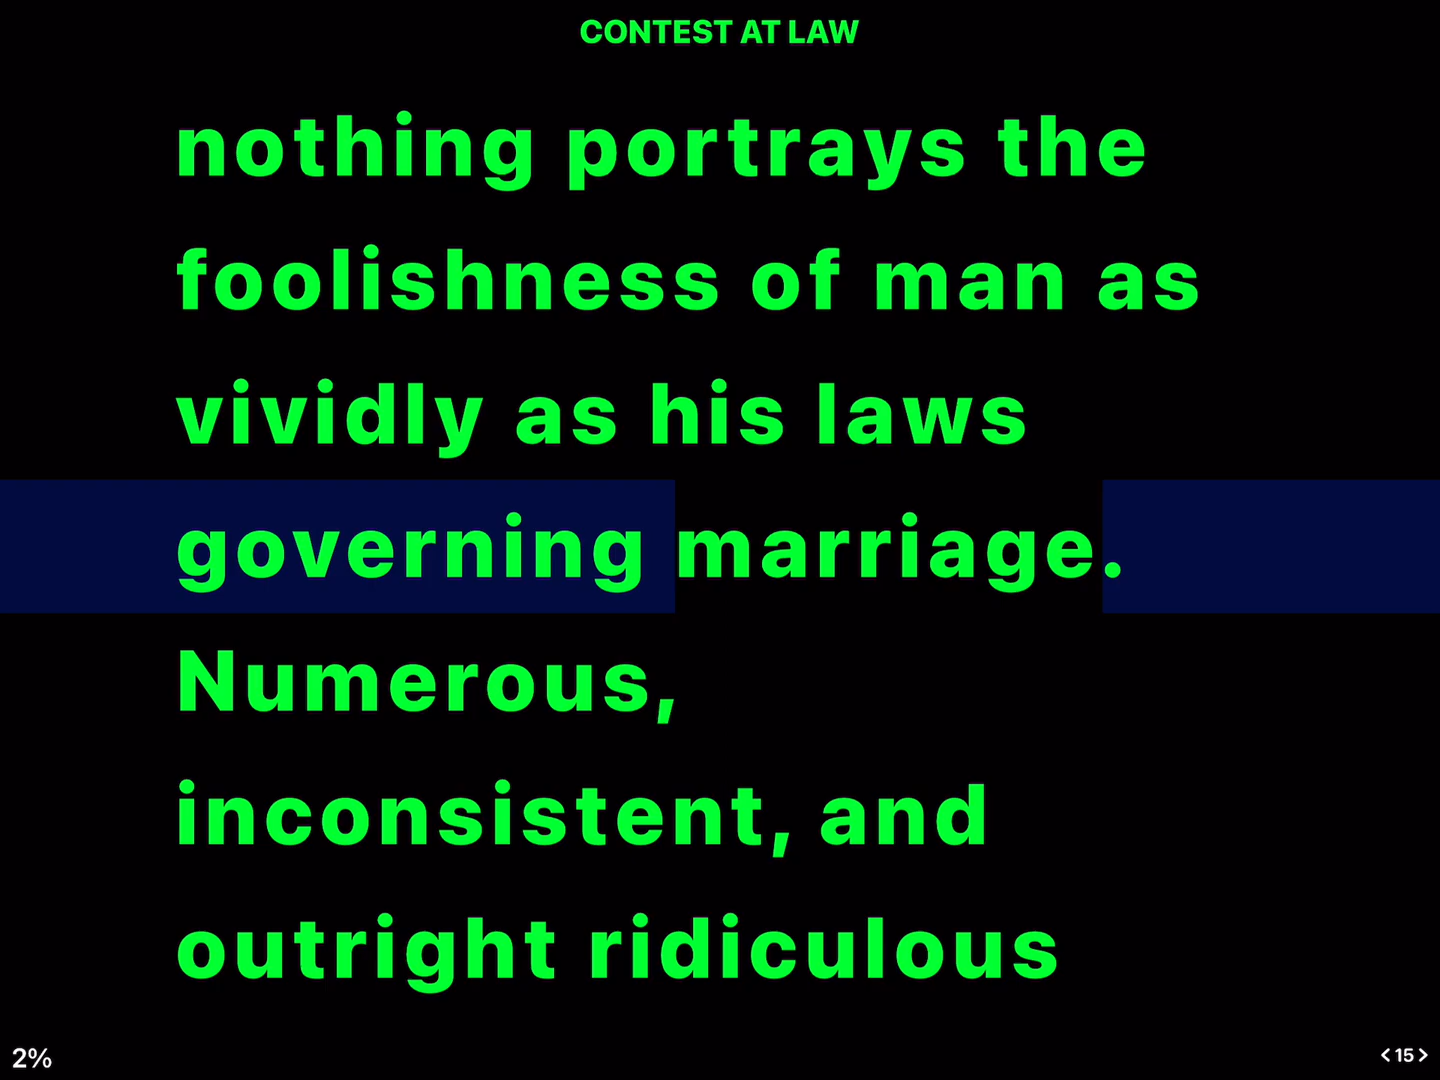 CONTEST AT LAW
nothing portrays the
foolishness of man as
vividly as his laws
governing marriage.
Numerous,
inconsistent, and
outright ridiculous
2%
< 15 >